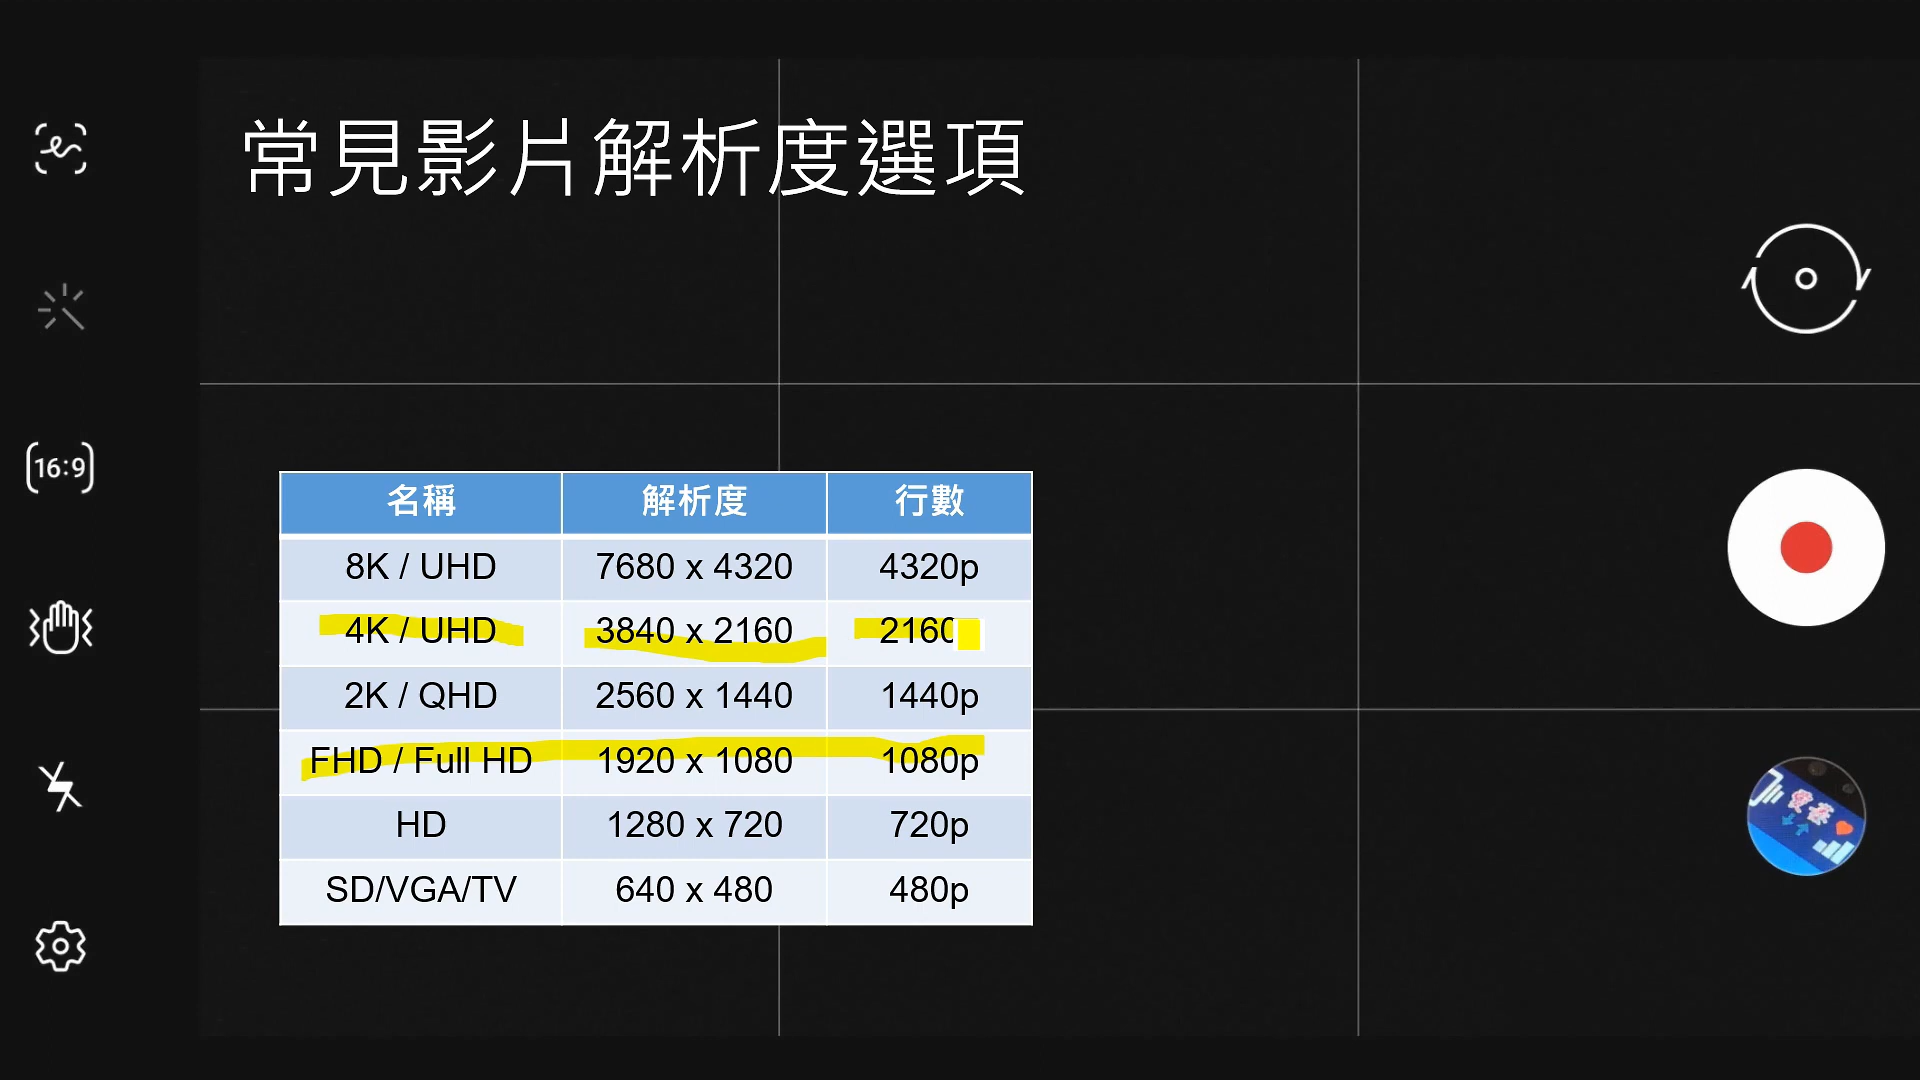 常見影片解析度選項
16:9
名稱 解析度 行數
8K / UHD 7680 x 4320 4320p
4K / UHD 3840 x 2160 2160
2K / QHD 2560 x 1440 1440p
FHD / Full HD 1920 x 1080 1080p
HD 1280 x 720 720p
SD/VGA/TV 640 x 480 480p